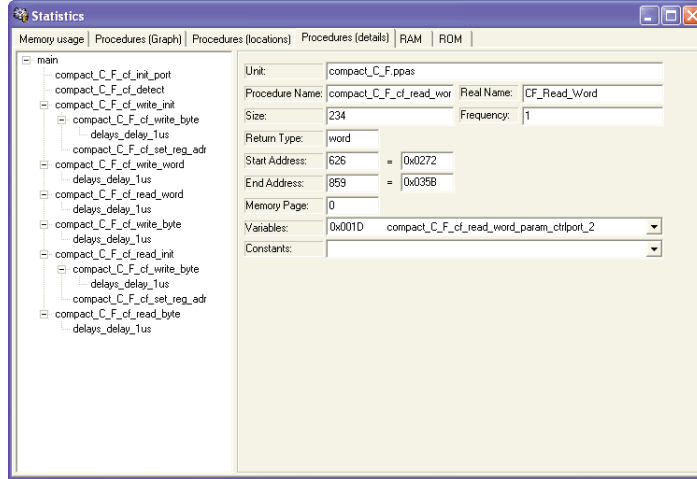 Statistics
Memory usage Procedures (Graph) Procedures (locations) Procedures (details) RAM ROM
main
compact_C_F_cf_init_port
compact_C_F_cf_detect
compact_C_F_cf_write_init
compact_C_F_cf_write_byte
delays_delay_1us
compact_C_F_cf_set_reg_adr
compact_C_F_cf_write_word
delays_delay_1us
compact_C_F_cf_read_word
delays_delay_1us
compact_C_F_cf_write_byte
delays_delay_1us
compact_C_F_cf_read_init
compact_C_F_cf_write_byte
delays_delay_1us
compact_C_F_cf_set_reg_adr
compact_C_F_cf_read_byte
delays_delay_1us
Unit: compact_C_F.ppas
Procedure Name: compact_C_F_cf_read_wor Real Name: CF_Read_Word
Size: 234 Frequency: 1
Return Type: word
Start Address: 626 = 0x0272
End Address: 859 = 0x035B
Memory Page: 0
Variables: 0x001D compact_C_F_cf_read_word_param_ctrlport_2
Constants: